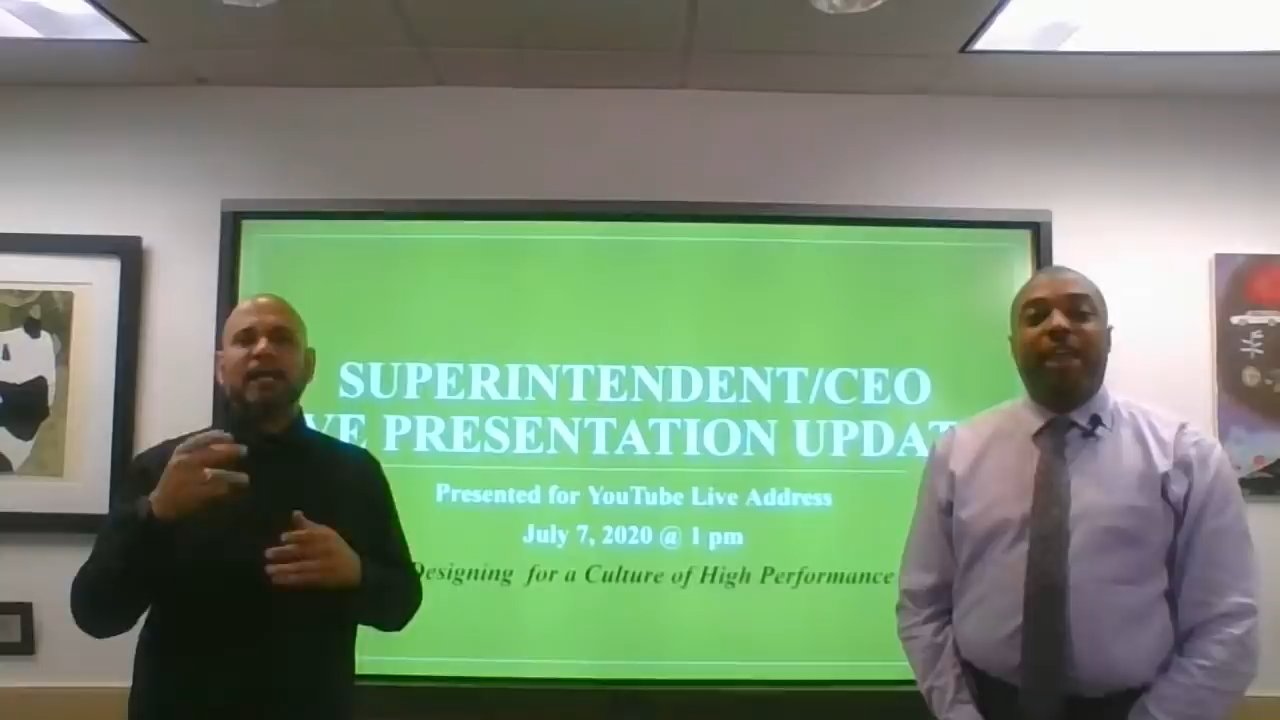 SUPERINTENDENT/CEO
VE PRESENTATION UPDAT
Presented for YouTube Live Address
July 7, 2020 @ 1 pm
Designing for a Culture of High Performance